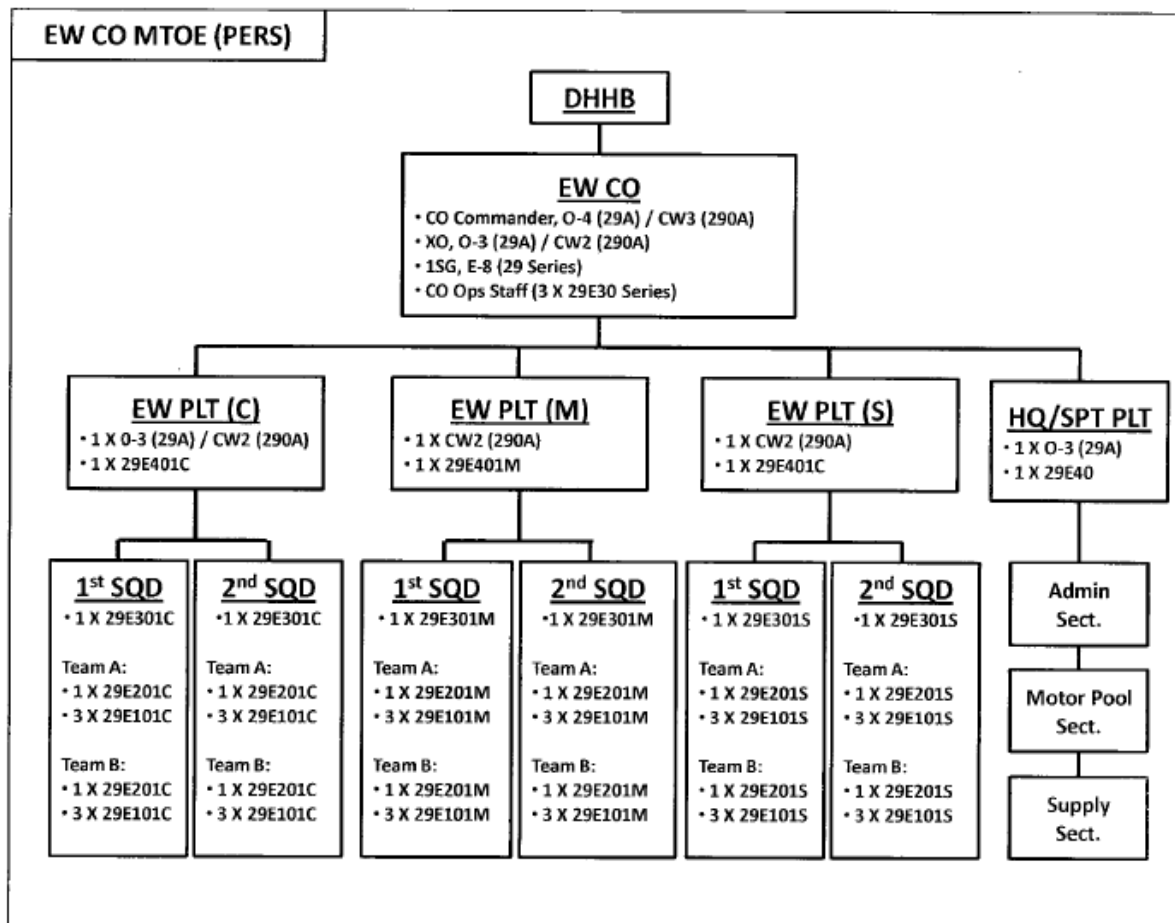 EW CO MTOE (PERS)
DHHB
EW CO
• CO Commander, O-4 (29A) / CW3 (290A)
• XO, O-3 (29A) / CW2 (290A)
• 1SG, E-8 (29 Series)
• CO Ops Staff (3 X 29E30 Series)
EW PLT (C)
• 1 X 0-3 (29A) / CW2 (290A)
• 1 X 29E401C
EW PLT (M)
• 1 X CW2 (290A)
• 1 X 29E401M
EW PLT (S)
• 1 X CW2 (290A)
• 1 X 29E401C
HQ/SPT PLT
• 1 X O-3 (29A)
• 1 X 29E40
1st SQD
• 1 X 29E301C
Team A:
• 1 X 29E201C
• 3 X 29E101C
Team B:
• 1 X 29E201C
• 3 X 29E101C
2nd SQD
• 1 X 29E301C
Team A:
• 1 X 29E201C
• 3 X 29E101C
Team B:
• 1 X 29E201C
• 3 X 29E101C
1st SQD
• 1 X 29E301M
Team A:
• 1 X 29E201M
• 3 X 29E101M
Team B:
• 1 X 29E201M
• 3 X 29E101M
2nd SQD
• 1 X 29E301M
Team A:
• 1 X 29E201M
• 3 X 29E101M
Team B:
• 1 X 29E201M
• 3 X 29E101M
1st SQD
• 1 X 29E301S
Team A:
• 1 X 29E201S
• 3 X 29E101S
Team B:
• 1 X 29E201S
• 3 X 29E101S
2nd SQD
• 1 X 29E301S
Team A:
• 1 X 29E201S
• 3 X 29E101S
Team B:
• 1 X 29E201S
• 3 X 29E101S
Admin
Sect.
Motor Pool
Sect.
Supply
Sect.